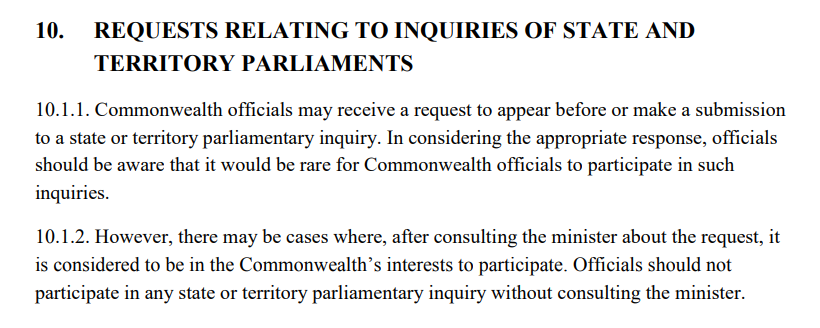 10. REQUESTS RELATING TO INQUIRIES OF STATE AND
TERRITORY PARLIAMENTS
10.1.1. Commonwealth officials may receive a request to appear before or make a submission
to a state or territory parliamentary inquiry. In considering the appropriate response, officials
should be aware that it would be rare for Commonwealth officials to participate in such
inquiries.
10.1.2. However, there may be cases where, after consulting the minister about the request, it
is considered to be in the Commonwealth’s interests to participate. Officials should not
participate in any state or territory parliamentary inquiry without consulting the minister.